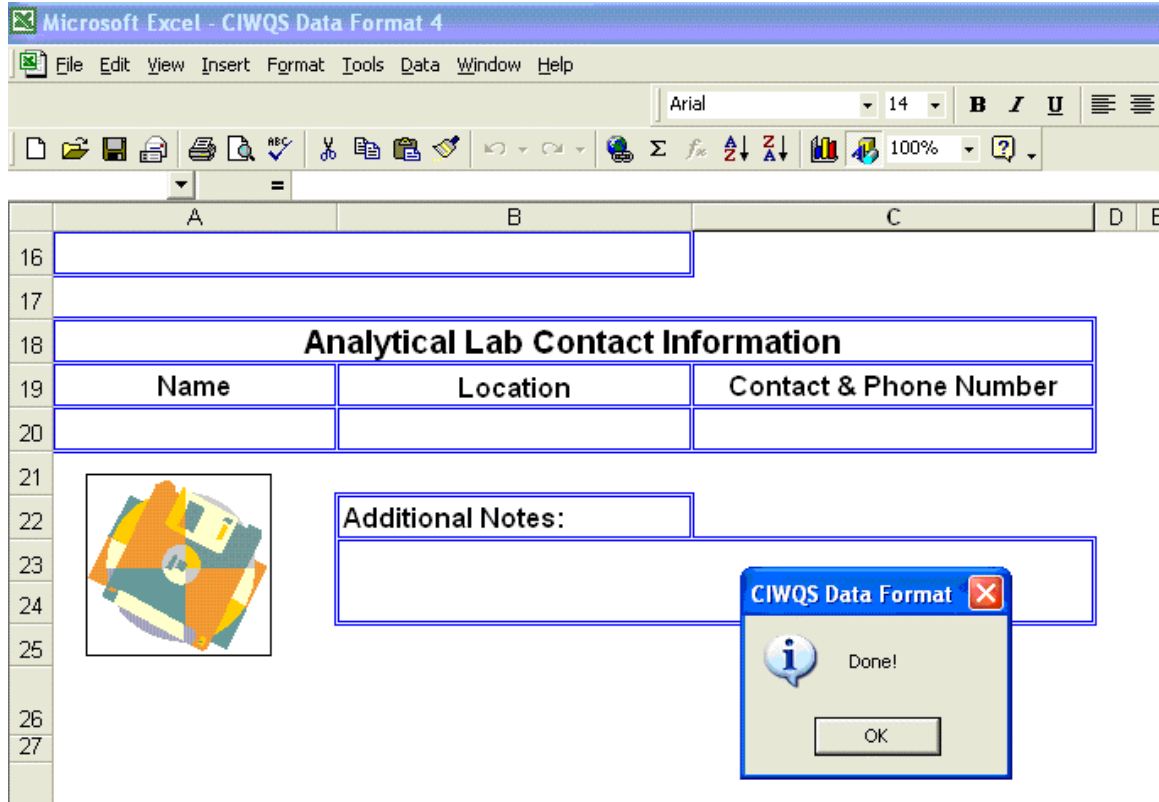 Microsoft Excel - CIWQS Data Format 4
File Edit View Insert Format Tools Data Window Help
Arial 14 B I U
ABC Σ fx A Z Z A 100% ?
=
A B C D E
16
17
18 Analytical Lab Contact Information
19 Name Location Contact & Phone Number
20
21
22 Additional Notes:
23
24
25
26
27
CIWQS Data Format
Done!
OK